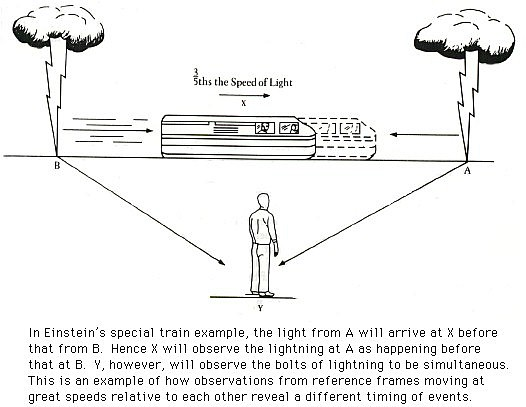 3/5ths the Speed of Light
X
B
A
Y
In Einstein's special train example, the light from A will arrive at X before
that from B.  Hence X will observe the lightning at A as happening before
that at B.  Y, however, will observe the bolts of lightning to be simultaneous.
This is an example of how observations from reference frames moving at
great speeds relative to each other reveal a different timing of events.